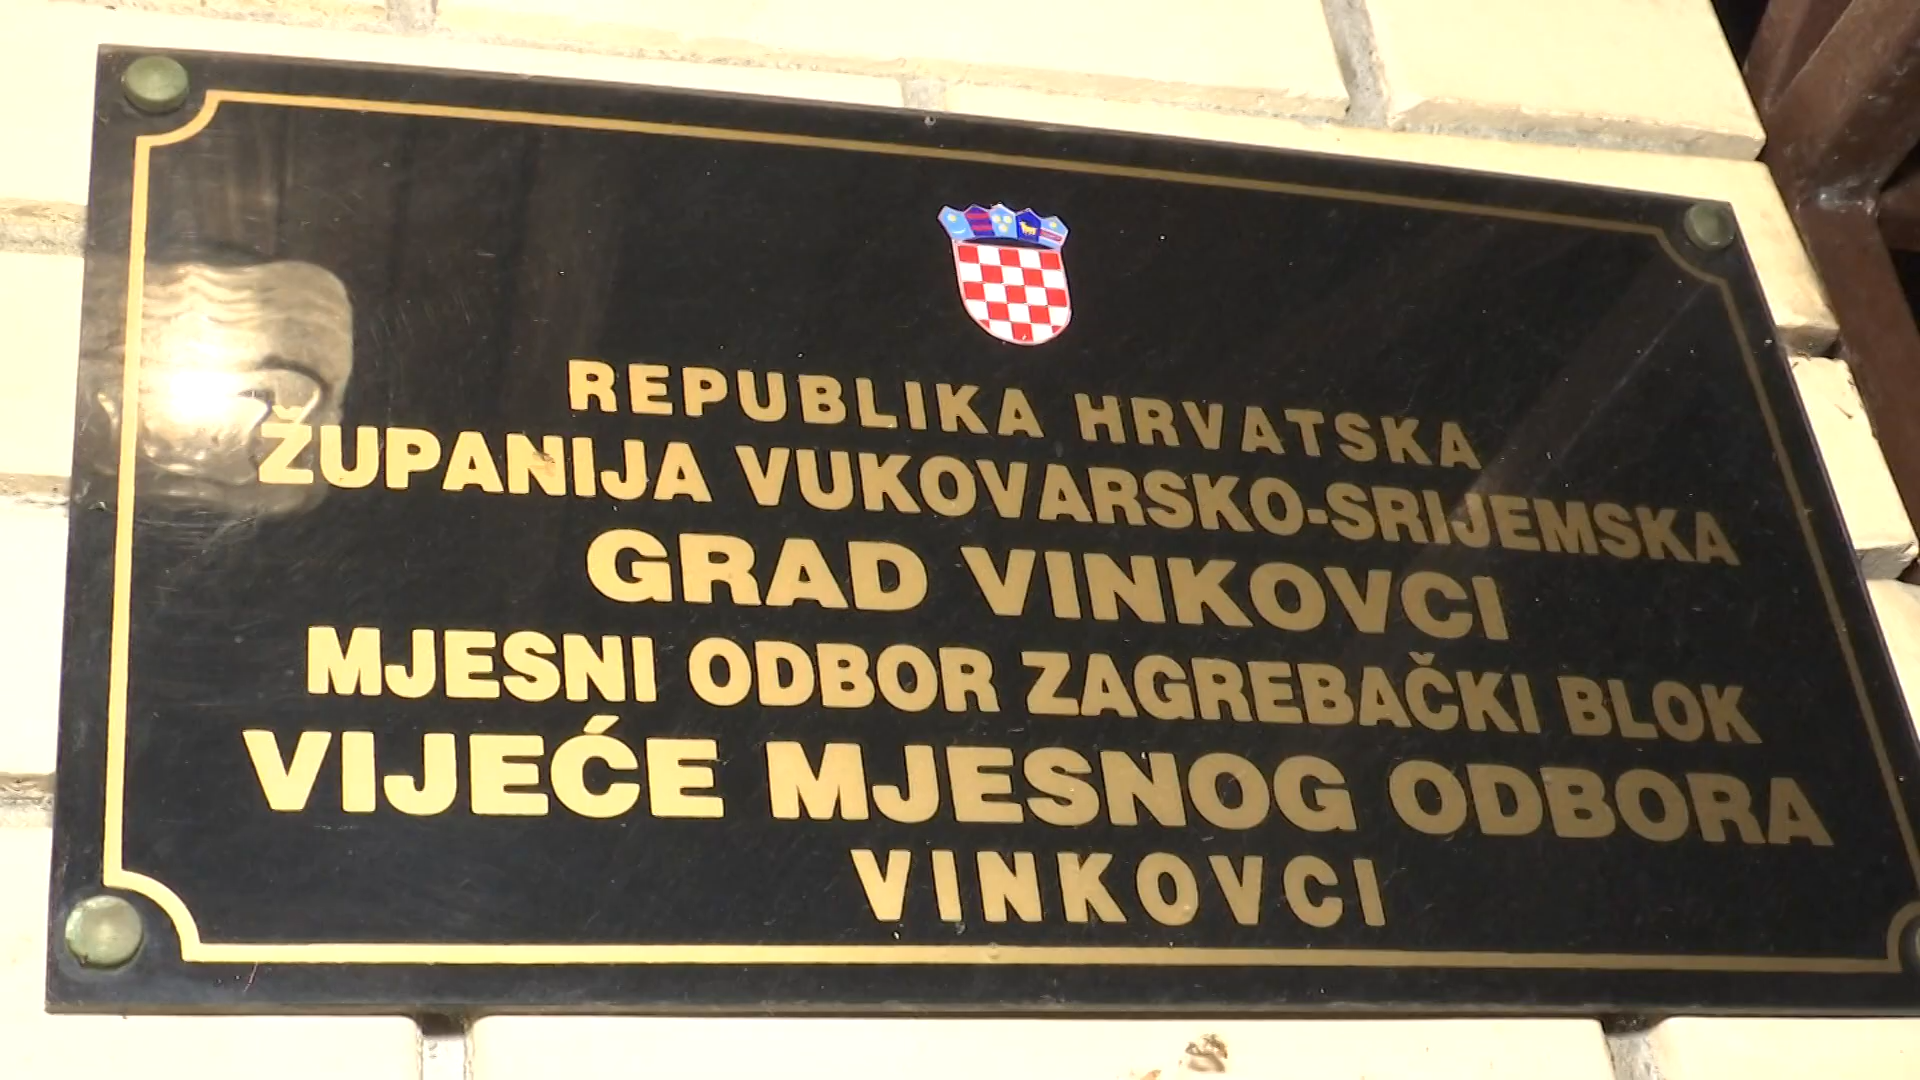 REPUBLIKA HRVATSKA
ŽUPANIJA VUKOVARSKO-SRIJEMSKA
GRAD VINKOVCI
MJESNI ODBOR ZAGREBAČKI BLOK
VIJEĆE MJESNOG ODBORA
VINKOVCI